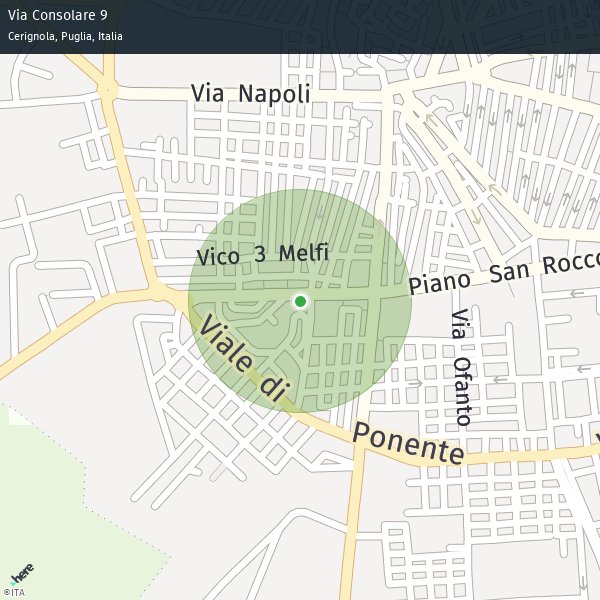 Via Consolare 9
Cerignola, Puglia, Italia
Via Napoli
Vico 3 Melfi
Piano San Rocco
Viale di Ponente
Via Ofanto
V
here
©ITA